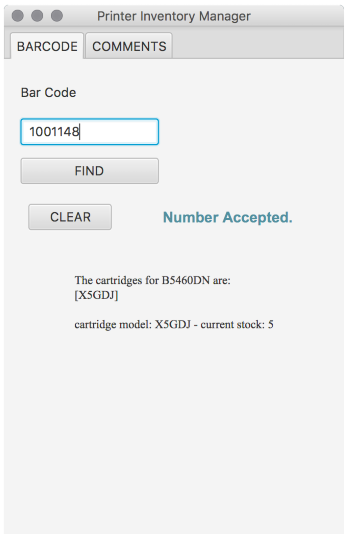 Printer Inventory Manager
BARCODE COMMENTS
Bar Code
1001148
FIND
CLEAR Number Accepted.
The cartridges for B5460DN are:
[X5GDJ]
cartridge model: X5GDJ - current stock: 5